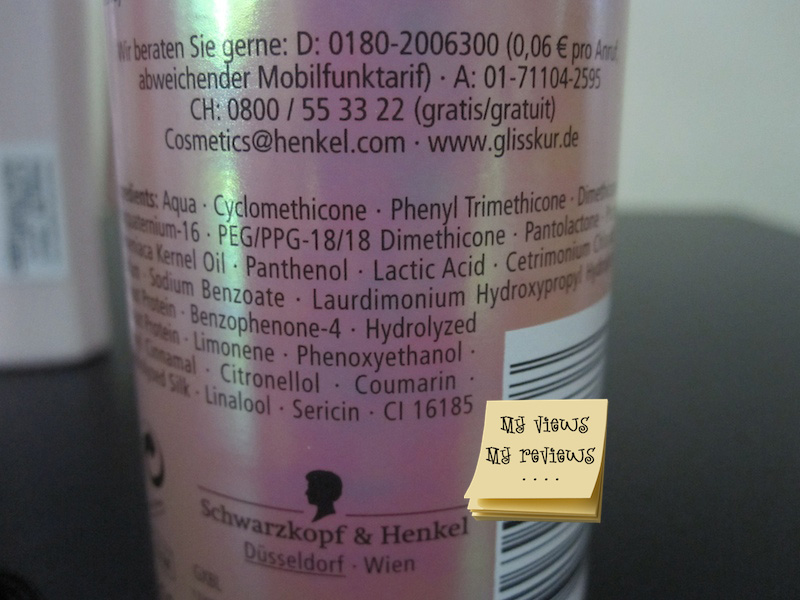 Wir beraten Sie gerne: D: 0180-2006300 (0,06 € pro Anruf,
abweichender Mobilfunktarif) · A: 01-71104-2595
CH: 0800 / 55 33 22 (gratis/gratuit)
Cosmetics@henkel.com · www.glisskur.de
Aqua · Cyclomethicone · Phenyl Trimethicone ·
· PEG/PPG-18/18 Dimethicone · Pantolactone ·
Kernel Oil · Panthenol · Lactic Acid · Cetrimonium
· Sodium Benzoate · Laurdimonium Hydroxypropyl
Protein · Benzophenone-4 · Hydrolyzed
Protein · Limonene · Phenoxyethanol ·
Cinnamal · Citronellol · Coumarin ·
Silk · Linalool · Sericin · CI 16185
My views
My reviews
....
Schwarzkopf & Henkel
Düsseldorf · Wien